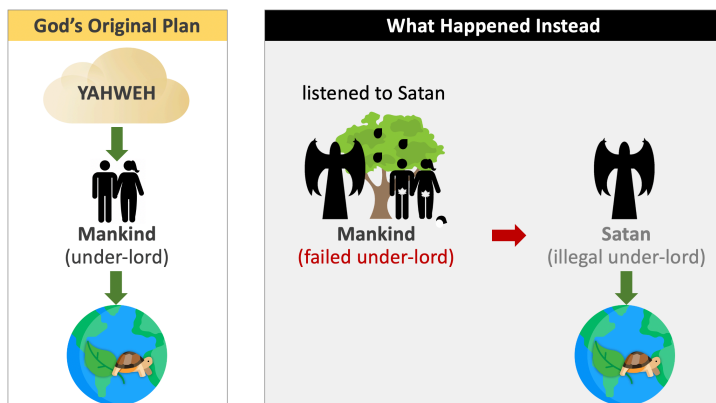 God’s Original Plan
YAHWEH
Mankind
(under-lord)
What Happened Instead
listened to Satan
Mankind
(failed under-lord)
Satan
(illegal under-lord)